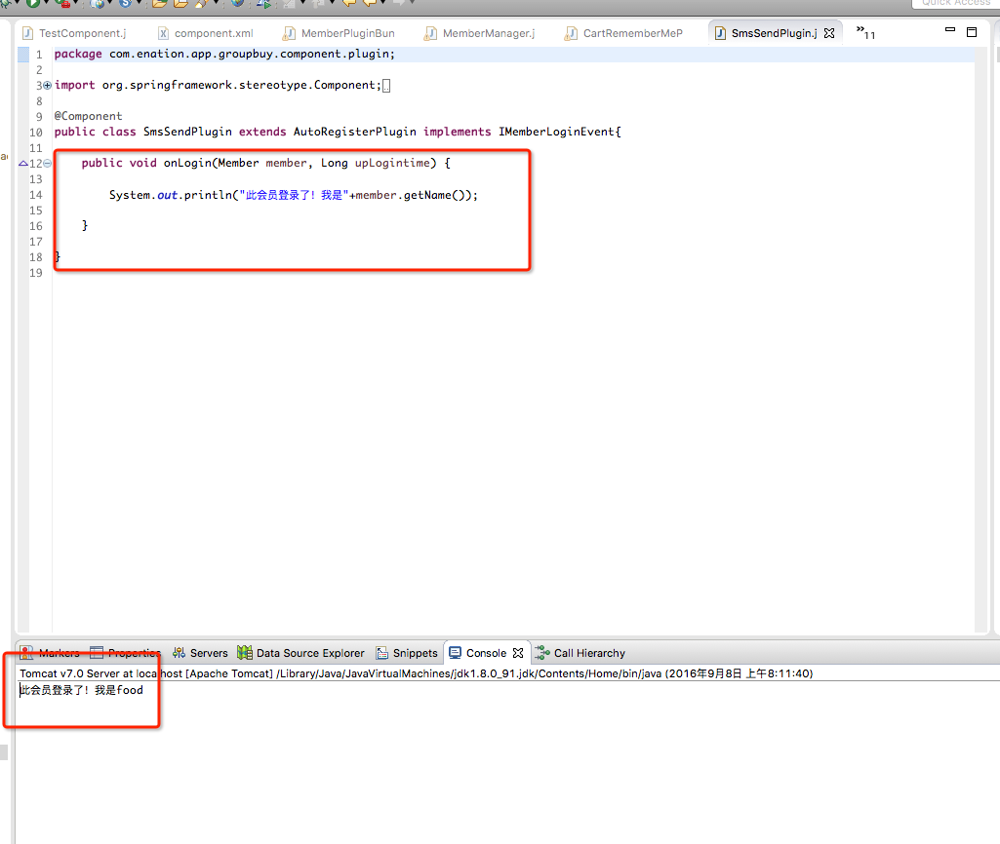 Quick Access
TestComponent.j component.xml MemberPluginBun MemberManager.j CartRememberMeP SmsSendPlugin.j »11
1 package com.enation.app.groupbuy.component.plugin;
2
3 import org.springframework.stereotype.Component;
8
9 @Component
10 public class SmsSendPlugin extends AutoRegisterPlugin implements IMemberLoginEvent{
11
12 public void onLogin(Member member, Long upLogintime) {
13
14 System.out.println("此会员登录了！我是"+member.getName());
15
16 }
17
18 }
19
Markers Properties Servers Data Source Explorer Snippets Console Call Hierarchy
Tomcat v7.0 Server at localhost [Apache Tomcat] /Library/Java/JavaVirtualMachines/jdk1.8.0_91.jdk/Contents/Home/bin/java (2016年9月8日 上午8:11:40)
此会员登录了！我是food